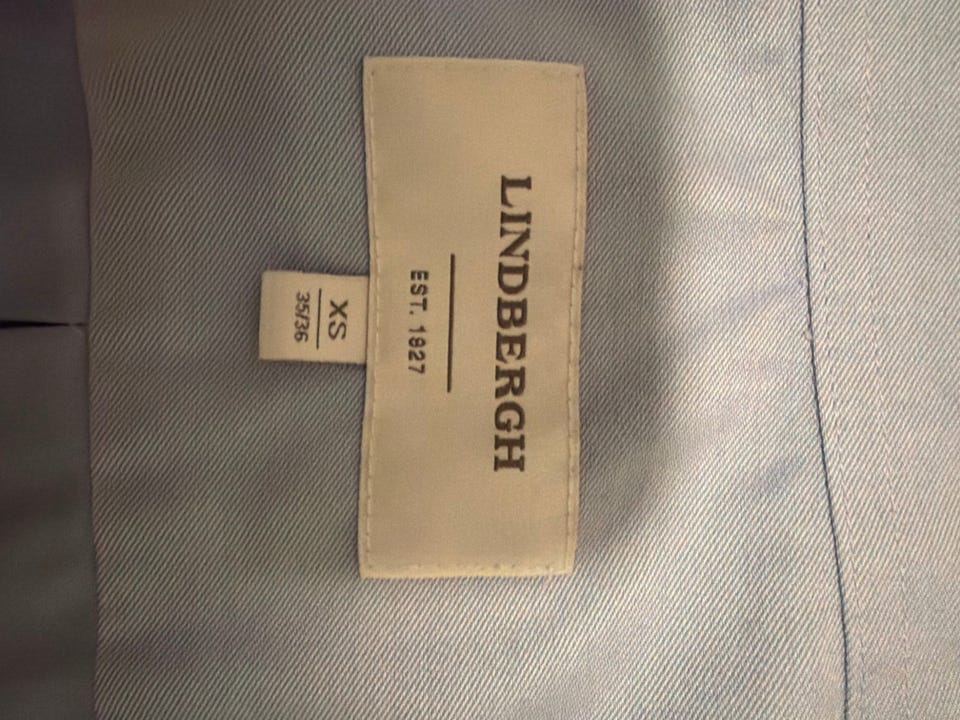 LINDBERGH
EST. 1927
XS
35/36